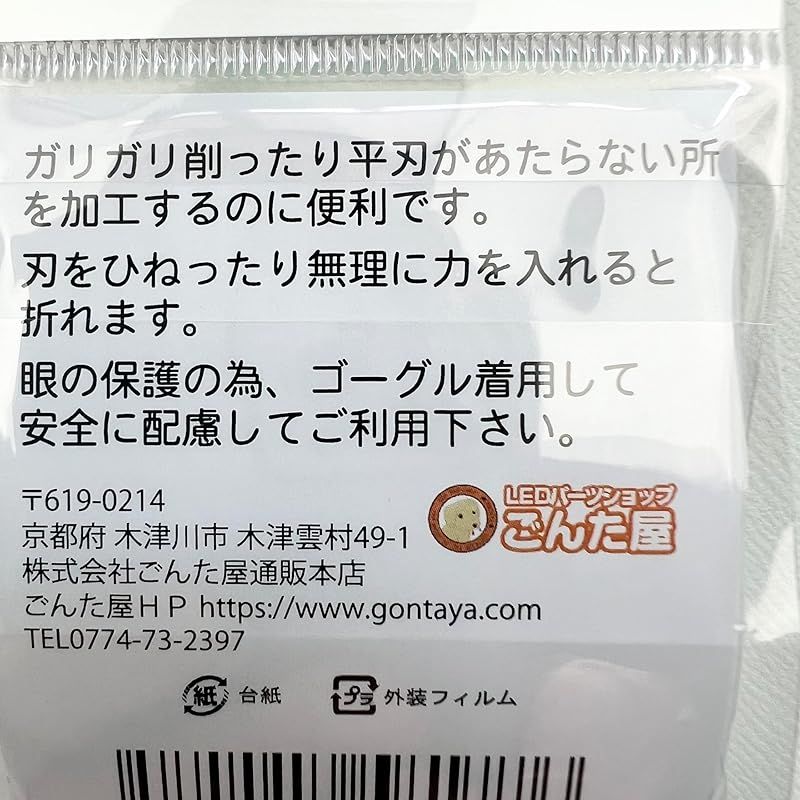 ガリガリ削ったり平刃があたらない所
を加工するのに便利です。
刃をひねったり無理に力を入れると
折れます。
眼の保護の為、ゴーグル着用して
安全に配慮してご利用下さい。
〒619-0214
京都府 木津川市 木津雲村49-1
株式会社ごんた屋通販本店
ごんた屋HP https://www.gontaya.com
TEL0774-73-2397
LEDパーツショップ
ごんた屋
紙 台紙
プラ 外装フィルム